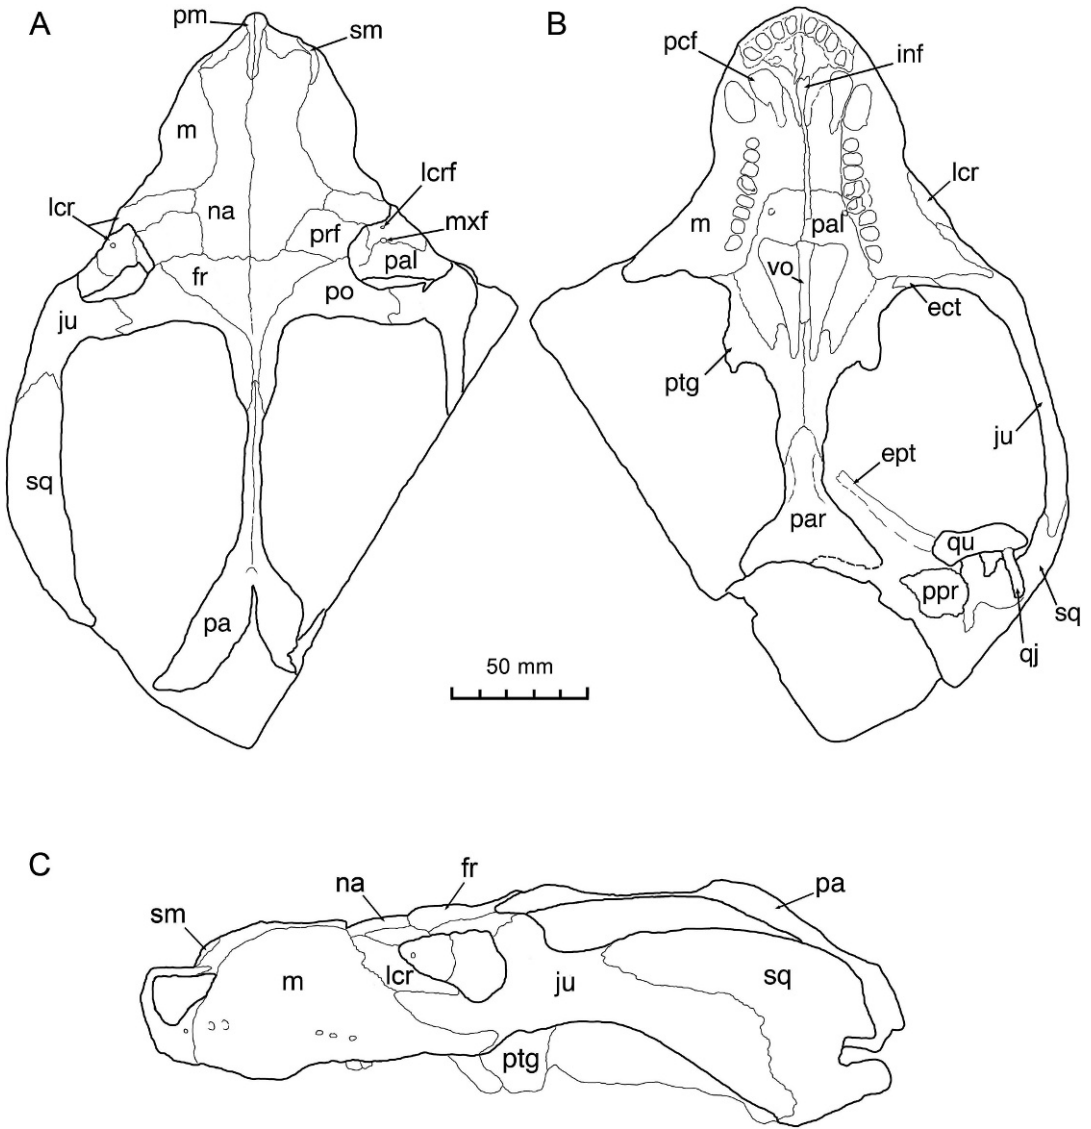 A
pm
sm
m
lcr
na
lcrf
mxf
prf
pal
fr
po
ju
sq
pa
50 mm
B
pcf
inf
lcr
m
pal
vo
ect
ptg
ju
ept
par
qu
ppr
sq
qj
C
sm
na
fr
pa
m
lcr
ju
sq
ptg